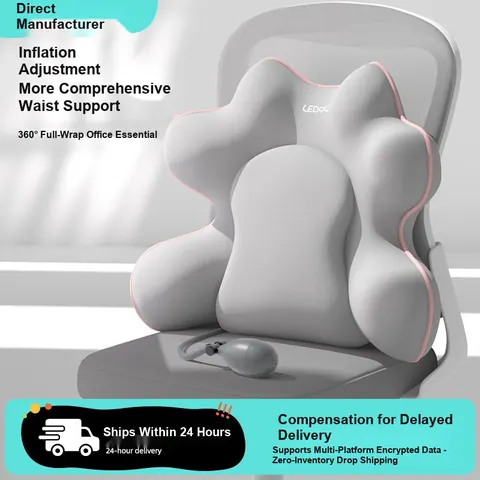 Direct
Manufacturer
Inflation
Adjustment
More Comprehensive
Waist Support
360° Full-Wrap Office Essential
Ships Within 24 Hours
24-hour delivery
Compensation for Delayed
Delivery
Supports Multi-Platform Encrypted Data -
Zero-Inventory Drop Shipping